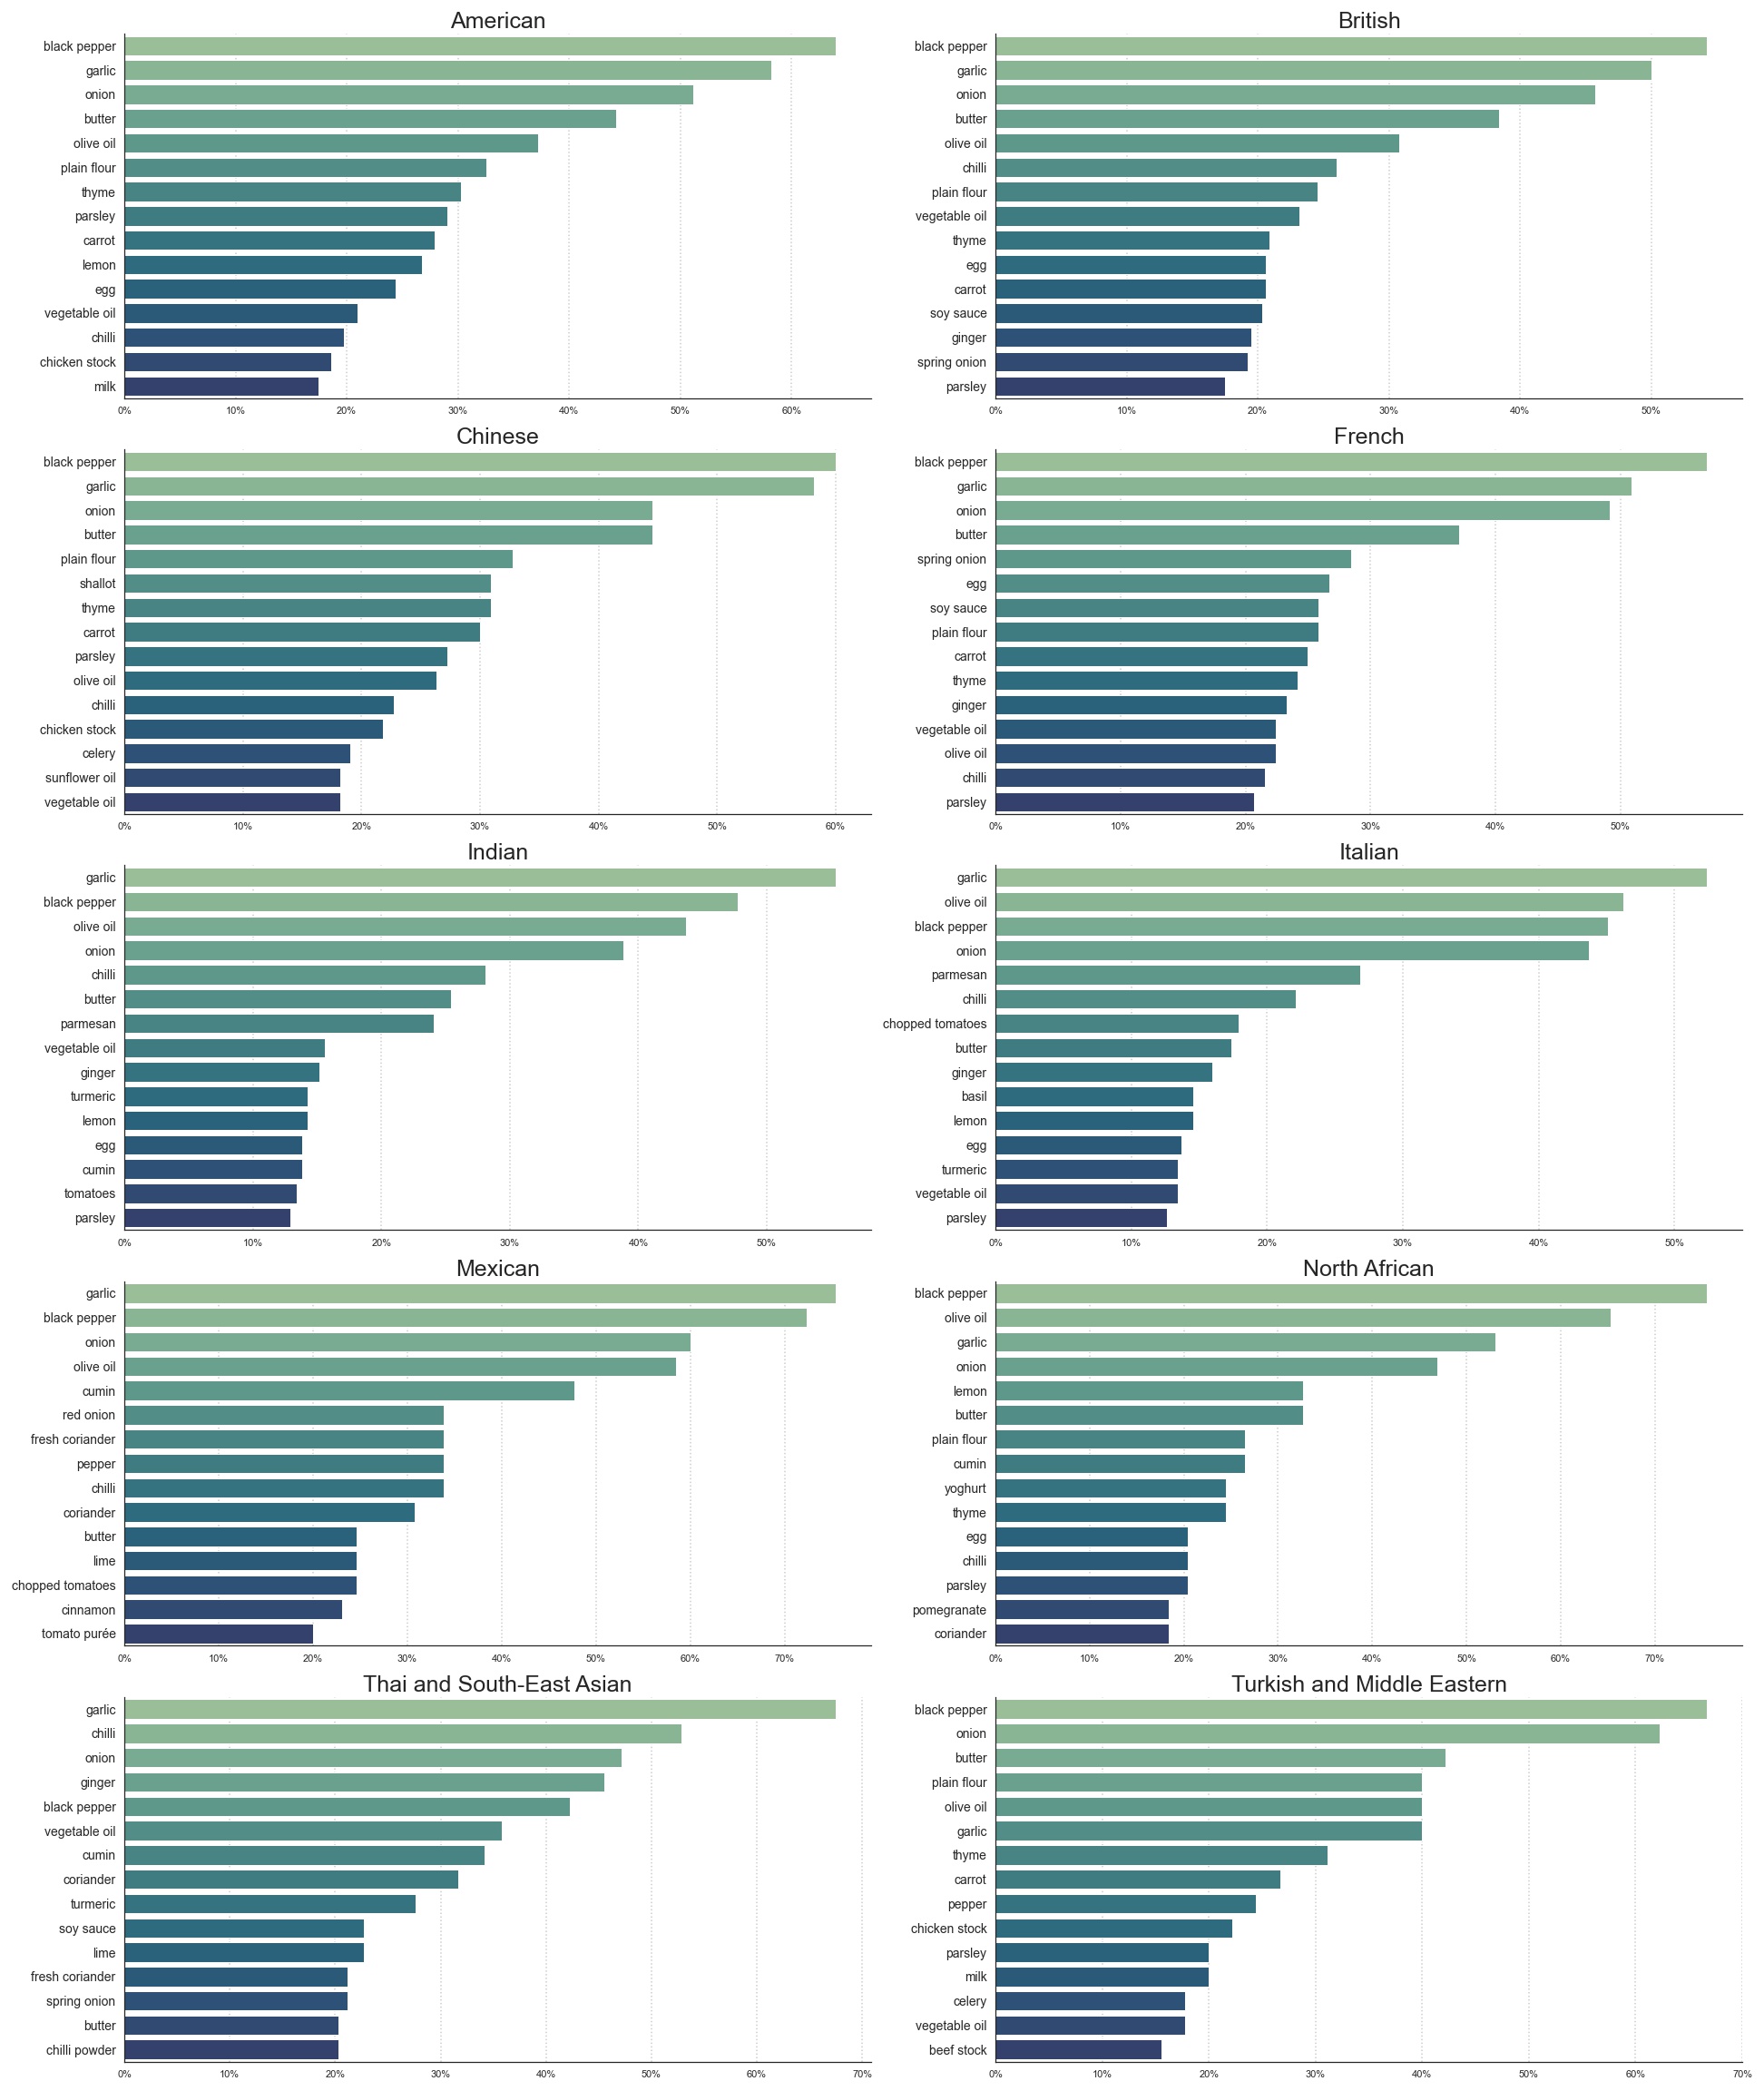 American
black pepper
garlic
onion
butter
olive oil
plain flour
thyme
parsley
carrot
lemon
egg
vegetable oil
chilli
chicken stock
milk
0% 10% 20% 30% 40% 50% 60%
British
black pepper
garlic
onion
butter
olive oil
chilli
plain flour
vegetable oil
thyme
egg
carrot
soy sauce
ginger
spring onion
parsley
0% 10% 20% 30% 40% 50%
Chinese
black pepper
garlic
onion
butter
plain flour
shallot
thyme
carrot
parsley
olive oil
chilli
chicken stock
celery
sunflower oil
vegetable oil
0% 10% 20% 30% 40% 50% 60%
French
black pepper
garlic
onion
butter
spring onion
egg
soy sauce
plain flour
carrot
thyme
ginger
vegetable oil
olive oil
chilli
parsley
0% 10% 20% 30% 40% 50%
Indian
garlic
black pepper
olive oil
onion
chilli
butter
parmesan
vegetable oil
ginger
turmeric
lemon
egg
cumin
tomatoes
parsley
0% 10% 20% 30% 40% 50%
Italian
garlic
olive oil
black pepper
onion
parmesan
chilli
chopped tomatoes
butter
ginger
basil
lemon
egg
turmeric
vegetable oil
parsley
0% 10% 20% 30% 40% 50%
Mexican
garlic
black pepper
onion
olive oil
cumin
red onion
fresh coriander
pepper
chilli
coriander
butter
lime
chopped tomatoes
cinnamon
tomato purée
0% 10% 20% 30% 40% 50% 60% 70%
North African
black pepper
olive oil
garlic
onion
lemon
butter
plain flour
cumin
yoghurt
thyme
egg
chilli
parsley
pomegranate
coriander
0% 10% 20% 30% 40% 50% 60% 70%
Thai and South-East Asian
garlic
chilli
onion
ginger
black pepper
vegetable oil
cumin
coriander
turmeric
soy sauce
lime
fresh coriander
spring onion
butter
chilli powder
0% 10% 20% 30% 40% 50% 60% 70%
Turkish and Middle Eastern
black pepper
onion
butter
plain flour
olive oil
garlic
thyme
carrot
pepper
chicken stock
parsley
milk
celery
vegetable oil
beef stock
0% 10% 20% 30% 40% 50% 60% 70%